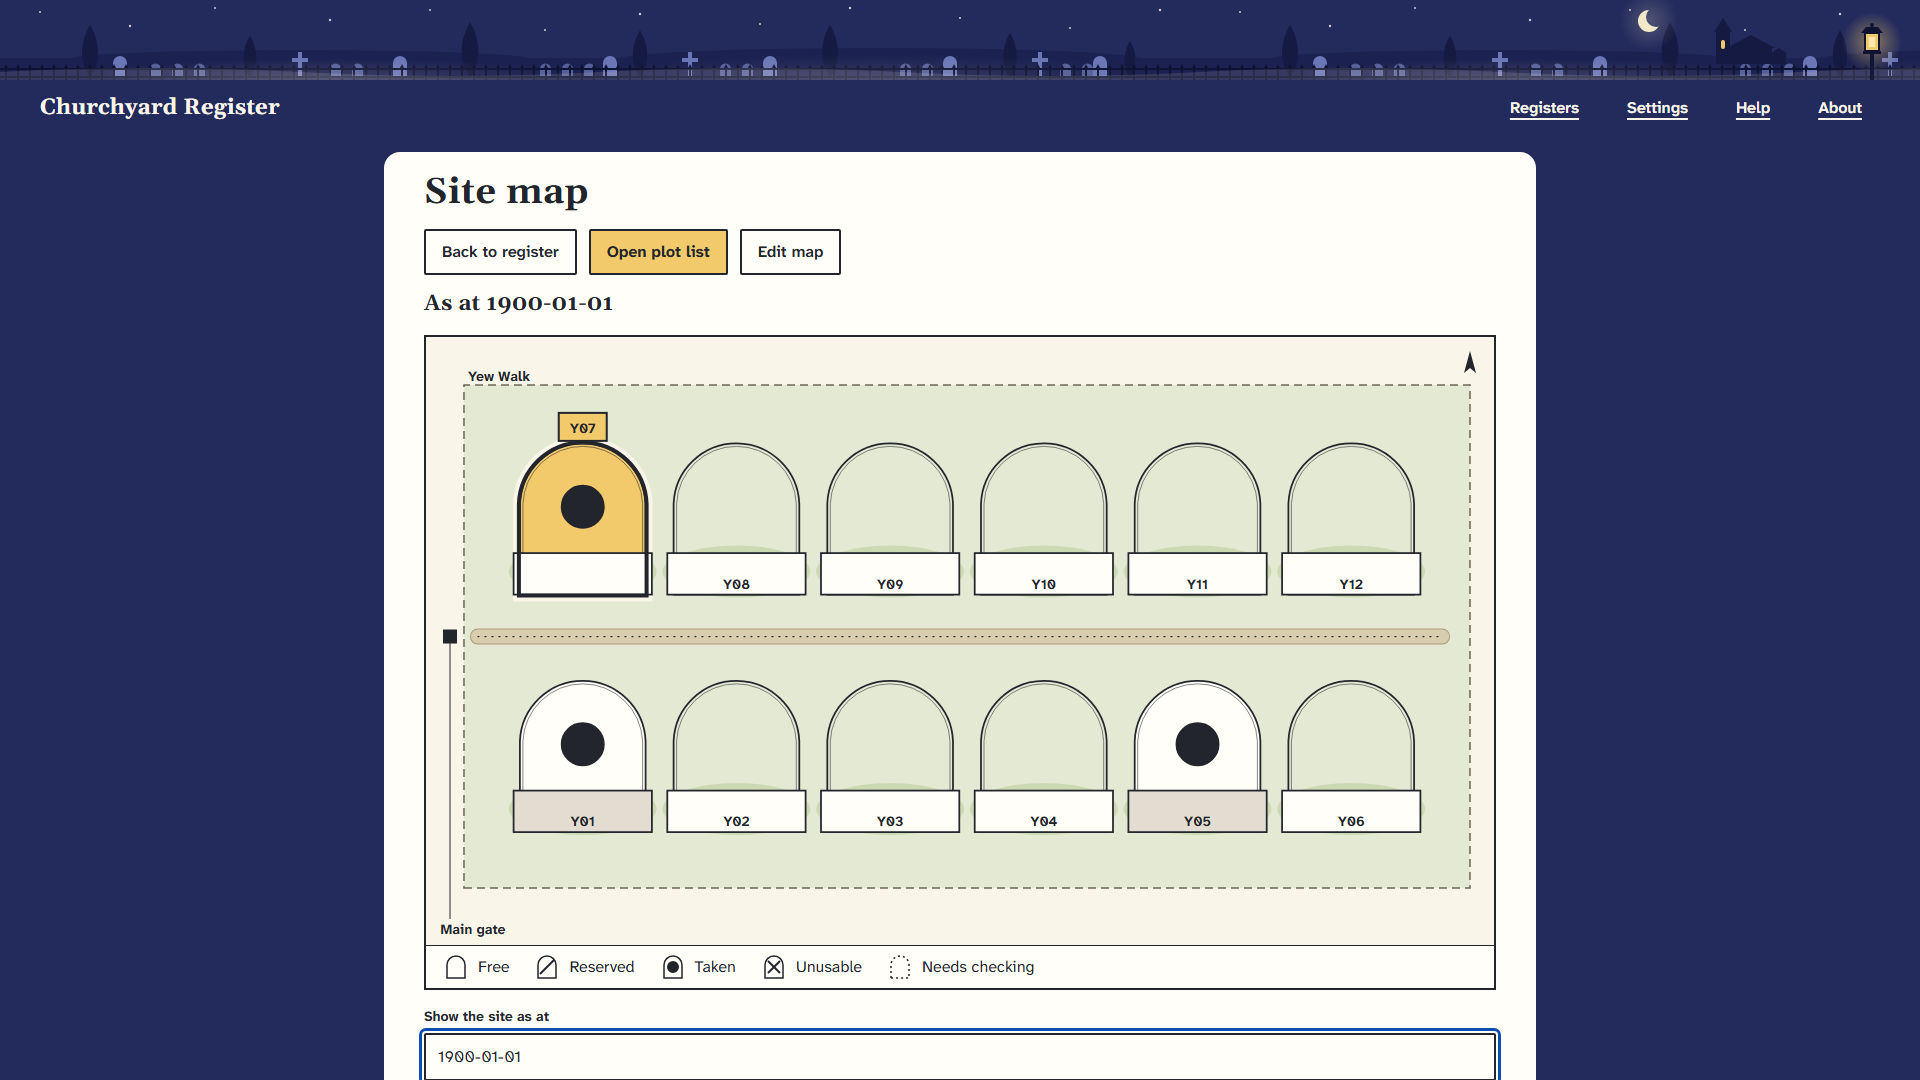 Churchyard Register
Registers Settings Help About
Site map
Back to register Open plot list Edit map
As at 1900-01-01
Yew Walk
Y07
Y08 Y09 Y10 Y11 Y12
Y01 Y02 Y03 Y04 Y05 Y06
Main gate
Free Reserved Taken Unusable Needs checking
Show the site as at
1900-01-01